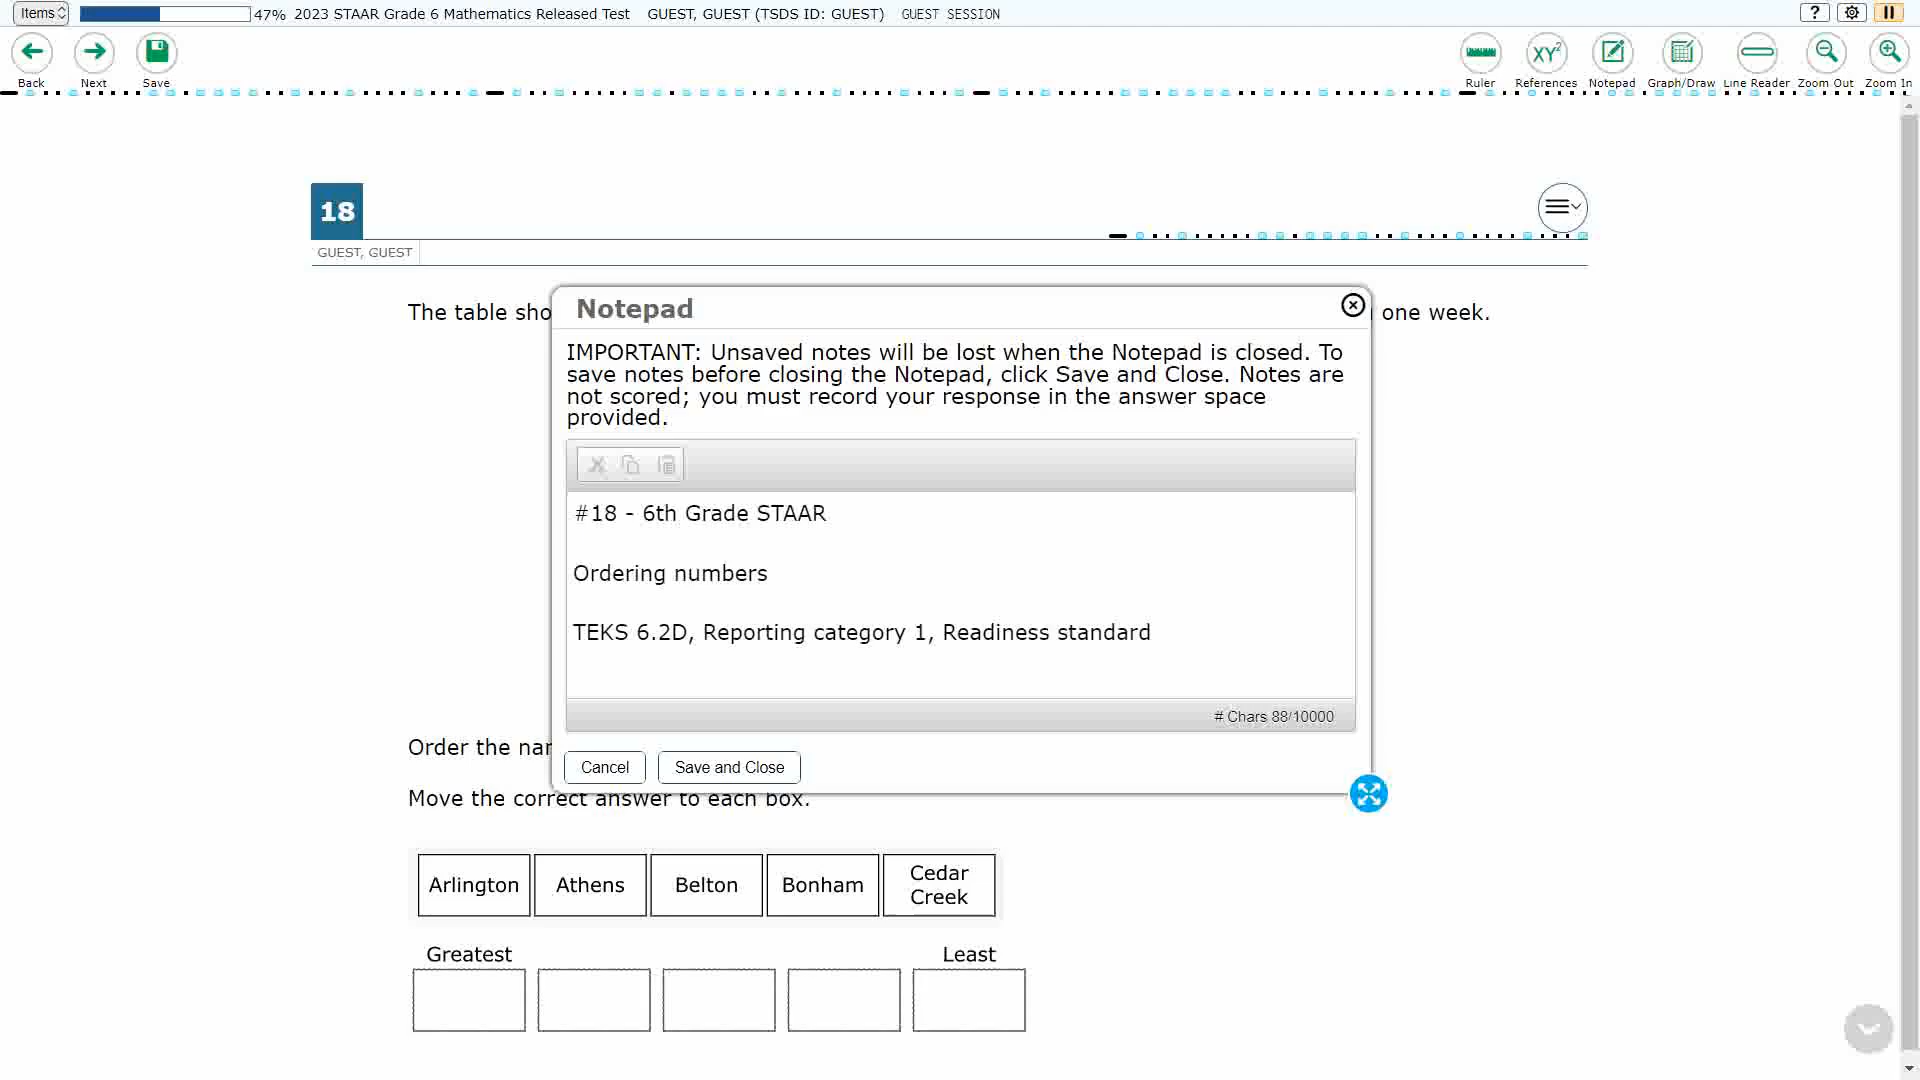 Items 47% 2023 STAAR Grade 6 Mathematics Released Test GUEST, GUEST (TSDS ID: GUEST) GUEST SESSION ?
Back Next Save Ruler References Notepad Graph/Draw Line Reader Zoom Out Zoom In
XY²
18
GUEST, GUEST
The table sho
one week.
Notepad
IMPORTANT: Unsaved notes will be lost when the Notepad is closed. To
save notes before closing the Notepad, click Save and Close. Notes are
not scored; you must record your response in the answer space
provided.
#18 - 6th Grade STAAR
Ordering numbers
TEKS 6.2D, Reporting category 1, Readiness standard
# Chars 88/10000
Cancel Save and Close
Order the nar
Move the correct answer to each box.
Arlington Athens Belton Bonham Cedar
Creek
Greatest Least